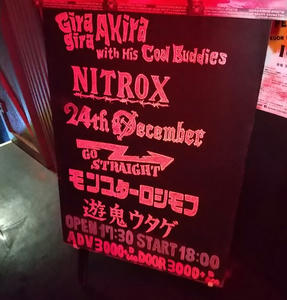 Gira Gira Akira
with His Cool Buddies
NITROX
24th December
GO STRAIGHT
モンスターロシモフ
遊鬼ウタゲ
OPEN 17:30 START 18:00
ADV 3000+ DOOR 3000+